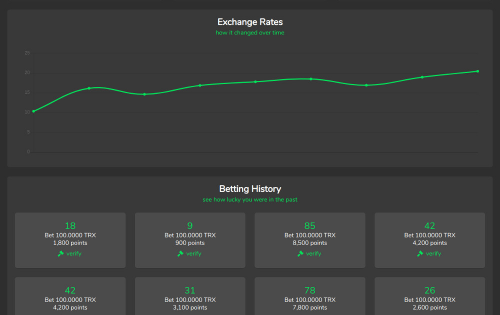 Exchange Rates
how it changed over time
25
20
15
10
5
0
Betting History
see how lucky you were in the past
18
Bet 100.0000 TRX
1,800 points
verify
9
Bet 100.0000 TRX
900 points
verify
85
Bet 100.0000 TRX
8,500 points
verify
42
Bet 100.0000 TRX
4,200 points
verify
42
Bet 100.0000 TRX
4,200 points
31
Bet 100.0000 TRX
3,100 points
78
Bet 100.0000 TRX
7,800 points
26
Bet 100.0000 TRX
2,600 points